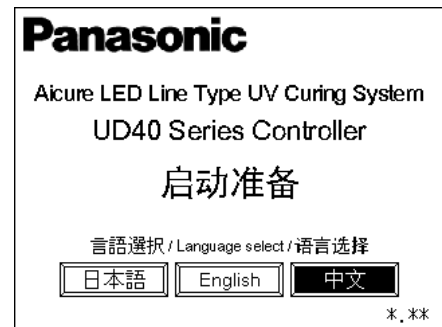 Panasonic
Aicure LED Line Type UV Curing System
UD40 Series Controller
启动准备
言語選択 / Language select / 语言选择
日本語 English 中文
*.**